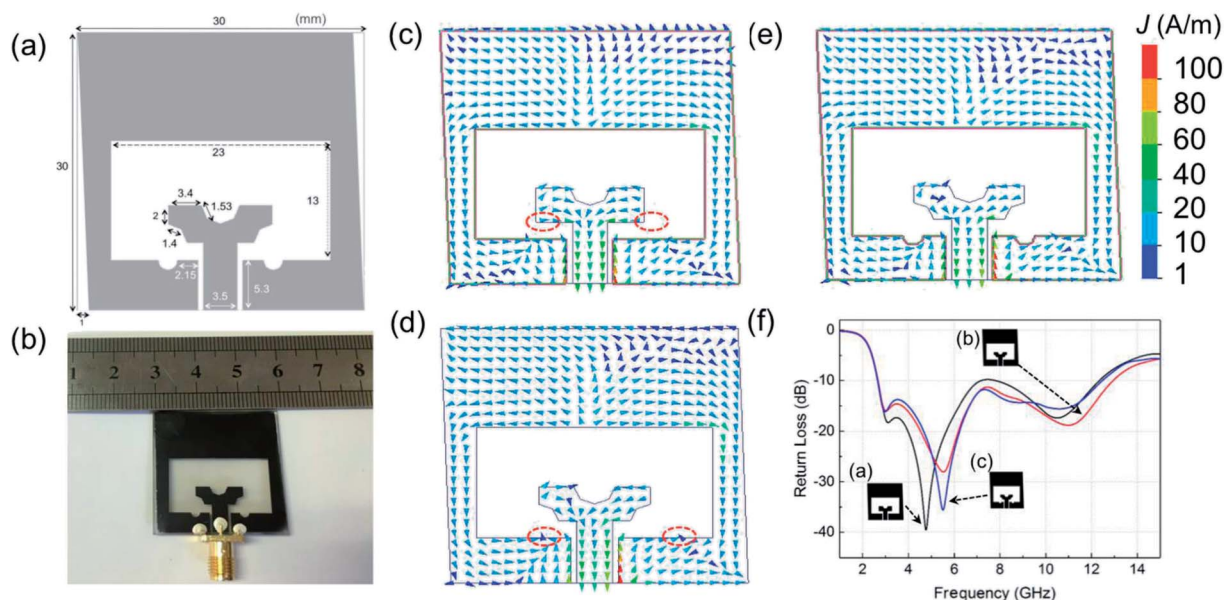 (a)
30
(mm)
30
23
13
3.4
1.53
2
1.4
2.15
3.5
5.3
1
(b)
1 2 3 4 5 6 7 8
(c)
(d)
(e)
J (A/m)
100
80
60
40
20
10
1
(f)
0
-10
-20
-30
-40
Return Loss (dB)
(b)
(a)
(c)
2 4 6 8 10 12 14
Frequency (GHz)